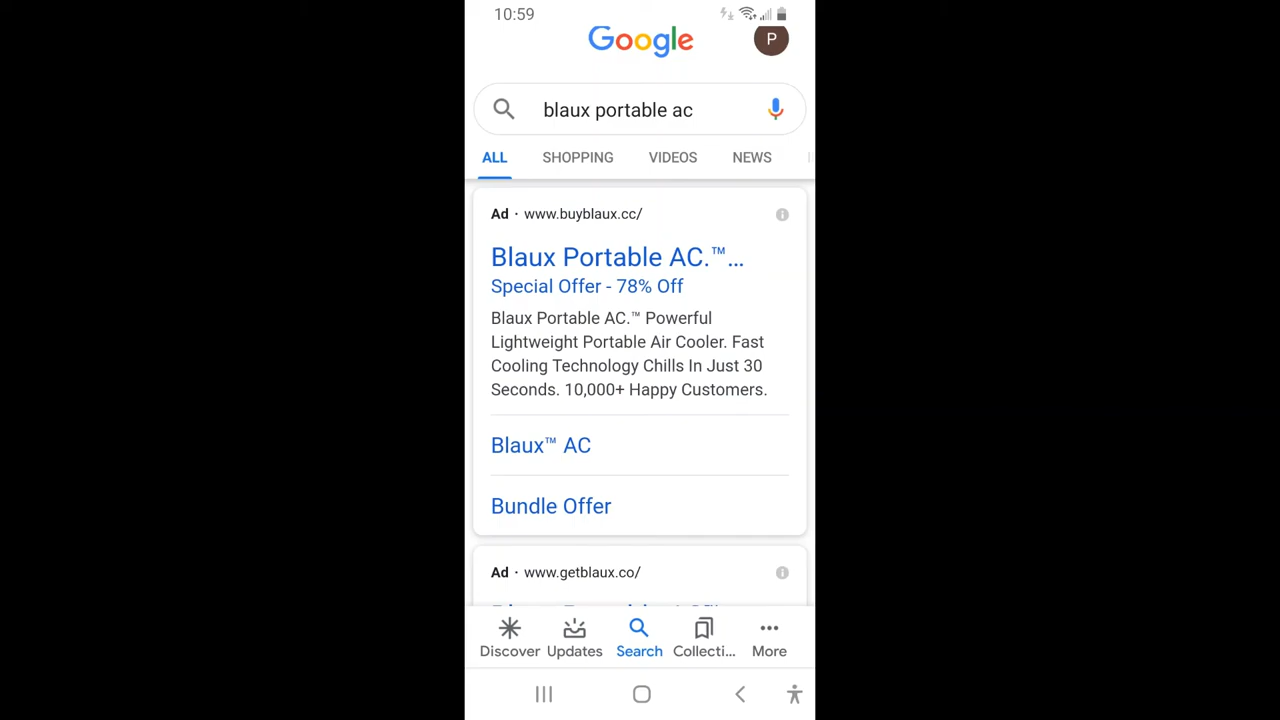 10:59
Google
P
blaux portable ac
ALL SHOPPING VIDEOS NEWS
Ad · www.buyblaux.cc/
Blaux Portable AC.™...
Special Offer - 78% Off
Blaux Portable AC.™ Powerful
Lightweight Portable Air Cooler. Fast
Cooling Technology Chills In Just 30
Seconds. 10,000+ Happy Customers.
Blaux™ AC
Bundle Offer
Ad · www.getblaux.co/
Discover Updates Search Collecti... More